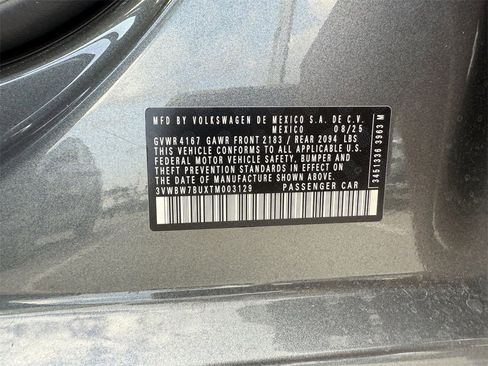 MFD BY VOLKSWAGEN DE MEXICO S.A. DE C.V.
MEXICO 08/25
GVWR 4167 GAWR FRONT 2183 / REAR 2094 LBS
THIS VEHICLE CONFORMS TO ALL APPLICABLE U.S.
FEDERAL MOTOR VEHICLE SAFETY, BUMPER AND
THEFT PREVENTION STANDARDS IN EFFECT ON
THE DATE OF MANUFACTURE SHOWN ABOVE.
3VWBW7BUXTM003129 PASSENGER CAR
3451330 3963 M